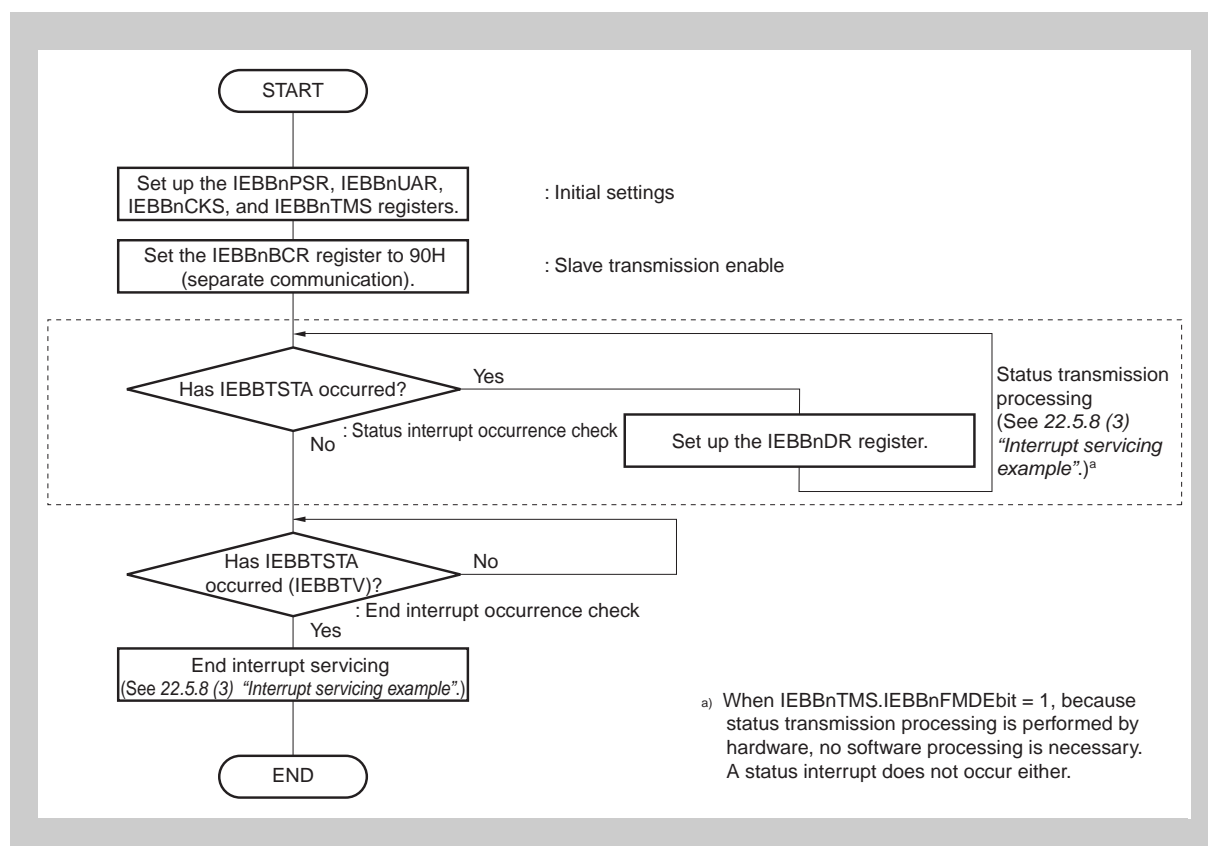 START
Set up the IEBBnPSR, IEBBnUAR,
IEBBnCKS, and IEBBnTMS registers.
: Initial settings
Set the IEBBnBCR register to 90H
(separate communication).
: Slave transmission enable
Has IEBBTSTA occurred?
Yes
No
: Status interrupt occurrence check
Set up the IEBBnDR register.
Status transmission
processing
(See 22.5.8 (3)
“Interrupt servicing
example”.)a
Has IEBBTSTA
occurred (IEBBTV)?
No
: End interrupt occurrence check
Yes
End interrupt servicing
(See 22.5.8 (3) “Interrupt servicing example”.)
END
a) When IEBBnTMS.IEBBnFMDEbit = 1, because
status transmission processing is performed by
hardware, no software processing is necessary.
A status interrupt does not occur either.